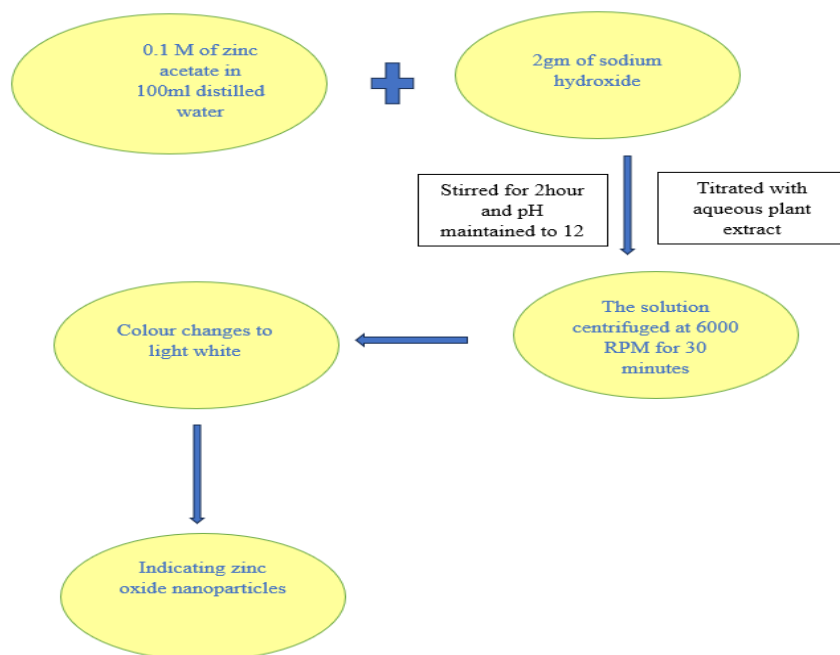 0.1 M of zinc
acetate in
100ml distilled
water
2gm of sodium
hydroxide
Stirred for 2hour
and pH
maintained to 12
Titrated with
aqueous plant
extract
The solution
centrifuged at 6000
RPM for 30
minutes
Colour changes to
light white
Indicating zinc
oxide nanoparticles